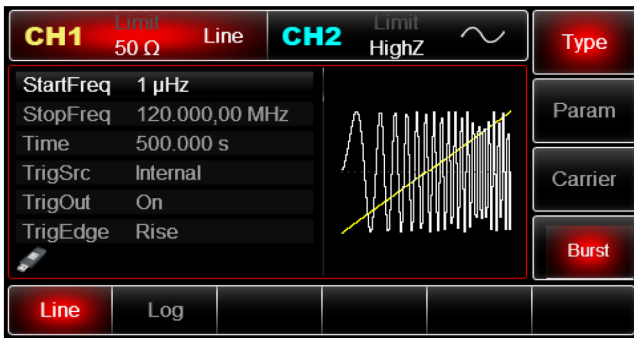 CH1 Limit 50 Ω Line
CH2 Limit HighZ
Type
StartFreq 1 µHz
StopFreq 120.000,00 MHz
Time 500.000 s
TrigSrc Internal
TrigOut On
TrigEdge Rise
Param
Carrier
Burst
Line Log